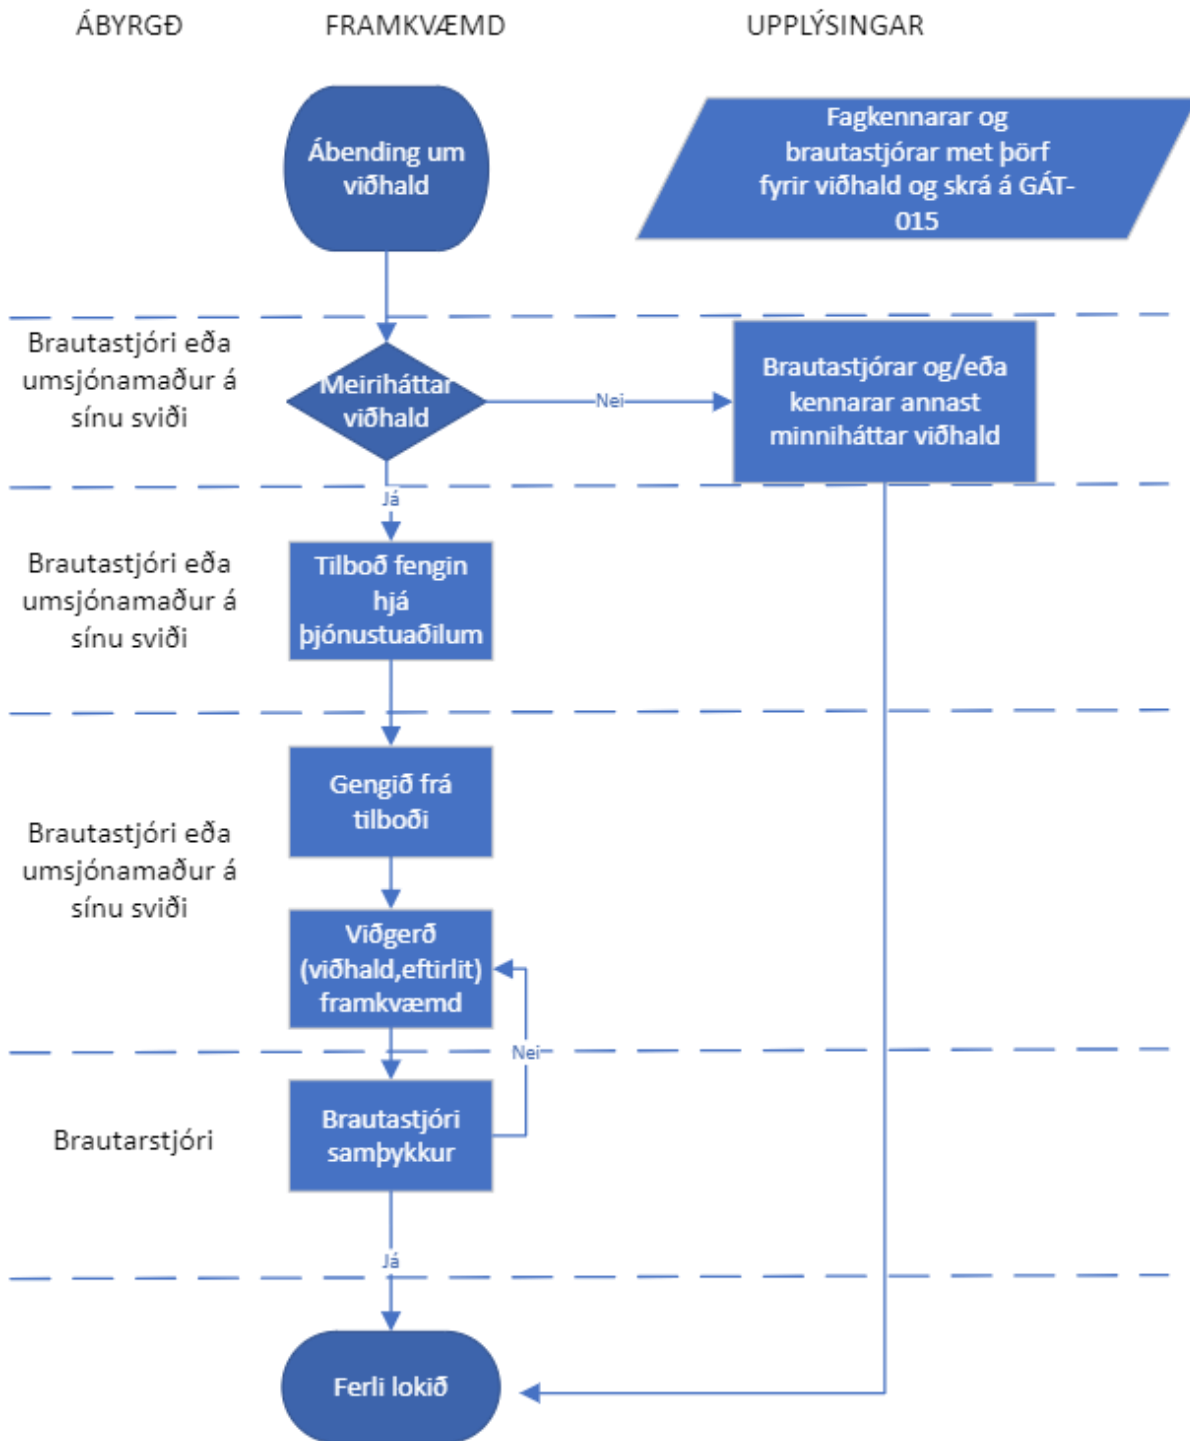 ÁBYRGÐ
FRAMKVÆMD
UPPLÝSINGAR
Ábending um
viðhald
Fagkennarar og
brautastjórar met þörf
fyrir viðhald og skrá á GÁT-
015
Brautastjóri eða
umsjónamaður á
sínu sviði
Meiriháttar
viðhald
Nei
Brautastjórar og/eða
kennarar annast
minniháttar viðhald
Já
Brautastjóri eða
umsjónamaður á
sínu sviði
Tilboð fengin
hjá
þjónustuaðilum
Brautastjóri eða
umsjónamaður á
sínu sviði
Gengið frá
tilboði
Viðgerð
(viðhald,eftirlit)
framkvæmd
Nei
Brautarstjóri
Brautastjóri
samþykkur
Já
Ferli lokið